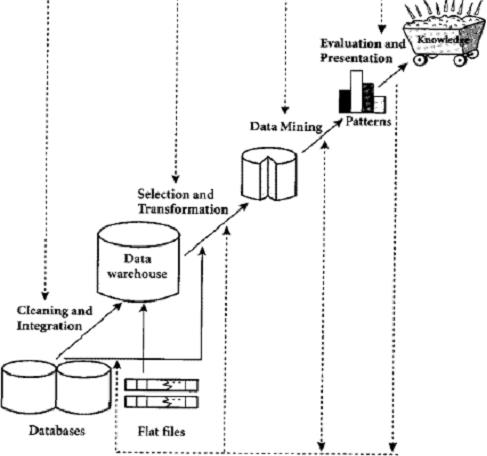 Knowledge
Evaluation and
Presentation
Patterns
Data Mining
Selection and
Transformation
Data
warehouse
Cleaning and
Integration
Databases
Flat files